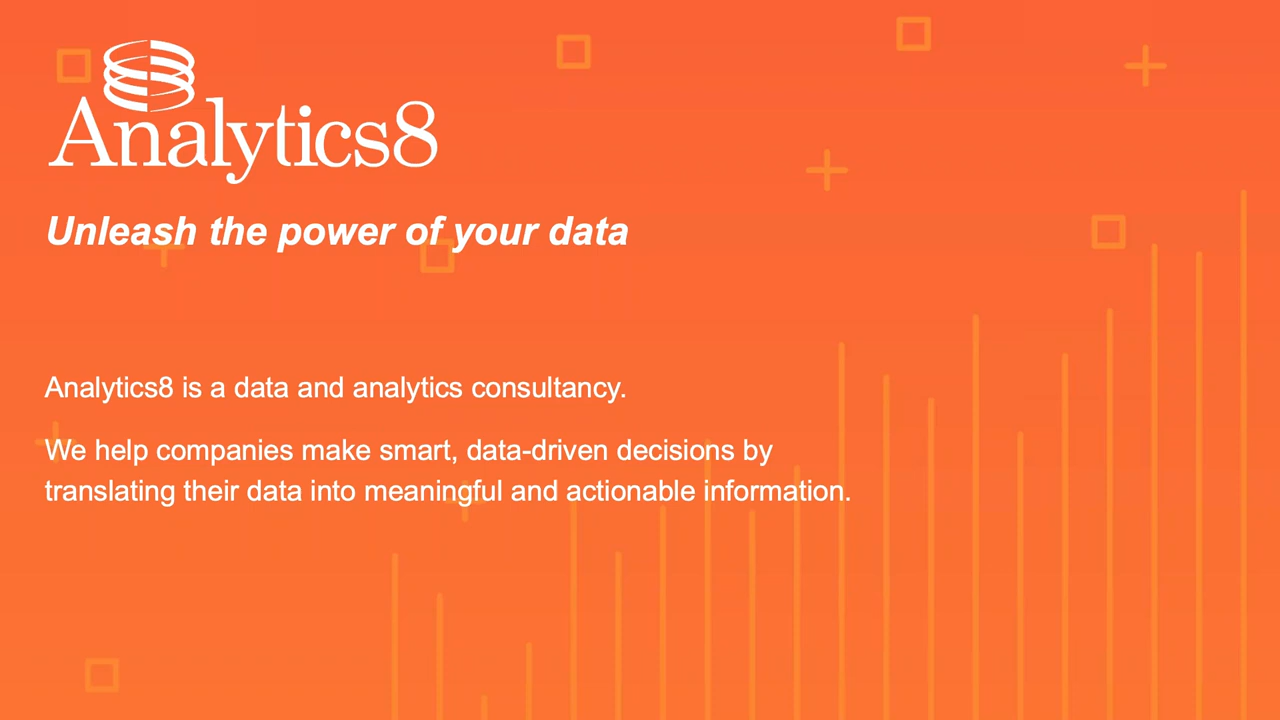 Analytics8
Unleash the power of your data
Analytics8 is a data and analytics consultancy.
We help companies make smart, data-driven decisions by
translating their data into meaningful and actionable information.